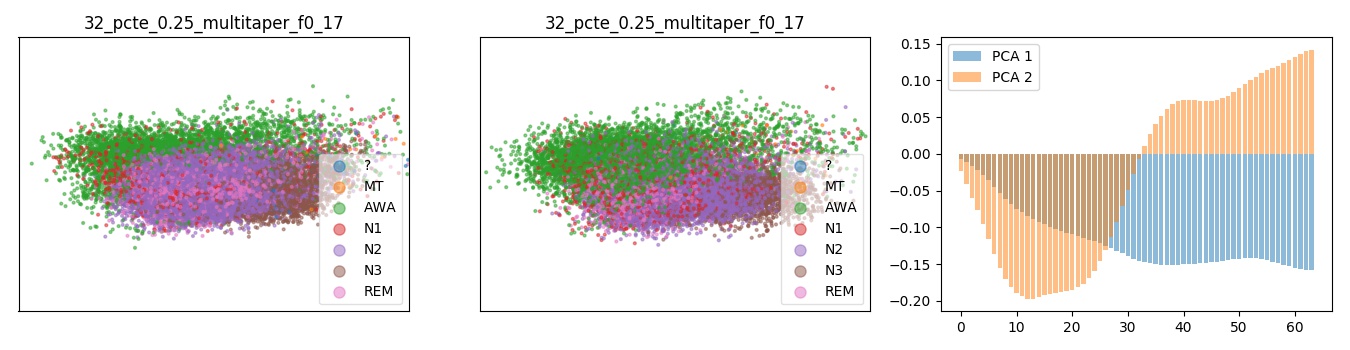 32_pcte_0.25_multitaper_f0_17
?
MT
AWA
N1
N2
N3
REM
32_pcte_0.25_multitaper_f0_17
?
MT
AWA
N1
N2
N3
REM
PCA 1
PCA 2
0.15
0.10
0.05
0.00
−0.05
−0.10
−0.15
−0.20
0 10 20 30 40 50 60